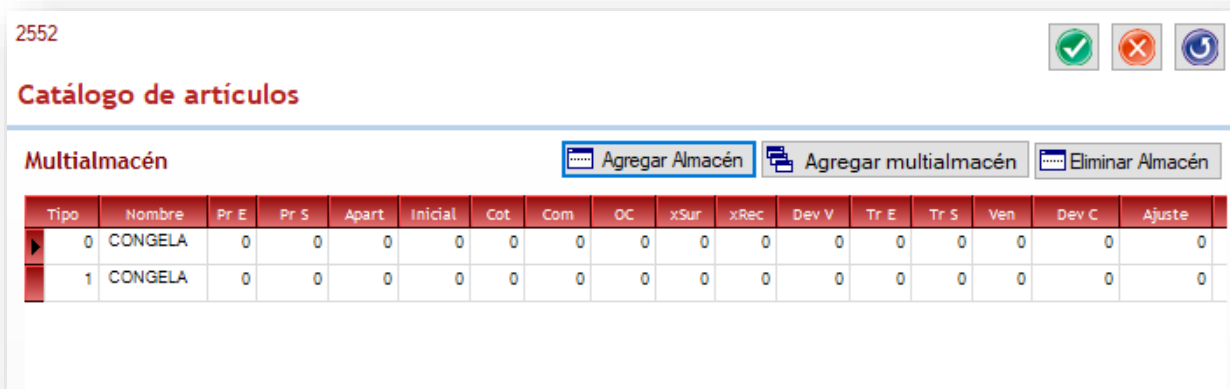 2552
Catálogo de artículos
Multialmacén Agregar Almacén Agregar multialmacén Eliminar Almacén
Tipo Nombre Pr E Pr S Apart Inicial Cot Com OC xSur xRec Dev V Tr E Tr S Ven Dev C Ajuste
0 CONGELA 0 0 0 0 0 0 0 0 0 0 0 0 0 0 0
1 CONGELA 0 0 0 0 0 0 0 0 0 0 0 0 0 0 0